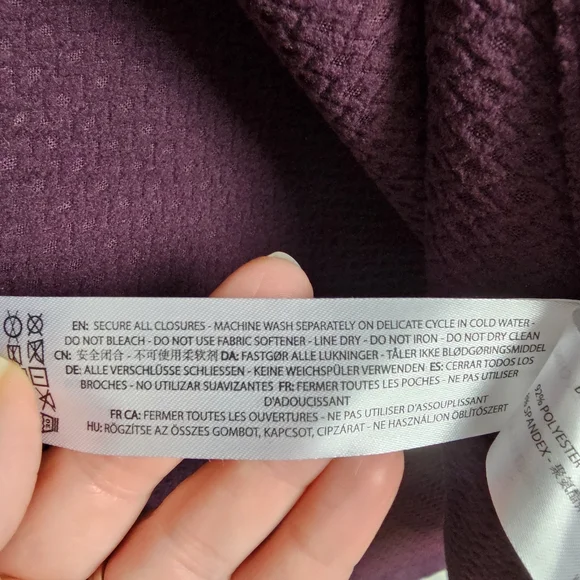 EN: SECURE ALL CLOSURES - MACHINE WASH SEPARATELY ON DELICATE CYCLE IN COLD WATER -
DO NOT BLEACH - DO NOT USE FABRIC SOFTENER - LINE DRY - DO NOT IRON - DO NOT DRY CLEAN
CN: 安全闭合 - 不可使用柔软剂 DA: FASTGØR ALLE LUKNINGER - TÅLER IKKE BLØDGØRINGSMIDDEL
DE: ALLE VERSCHLÜSSE SCHLIESSEN - KEINE WEICHSPÜLER VERWENDEN ES: CERRAR TODOS LOS
BROCHES - NO UTILIZAR SUAVIZANTES FR: FERMER TOUTES LES POCHES - NE PAS UTILISER
D'ADOUCISSANT
FR CA: FERMER TOUTES LES OUVERTURES - NE PAS UTILISER D'ASSOUPLISSANT
HU: RÖGZÍTSE AZ ÖSSZES GOMBOT, KAPCSOT, CIPZÁRAT - NE HASZNÁLJON ÖBLÍTŐSZERT
92% POLYESTER
SPANDEX -